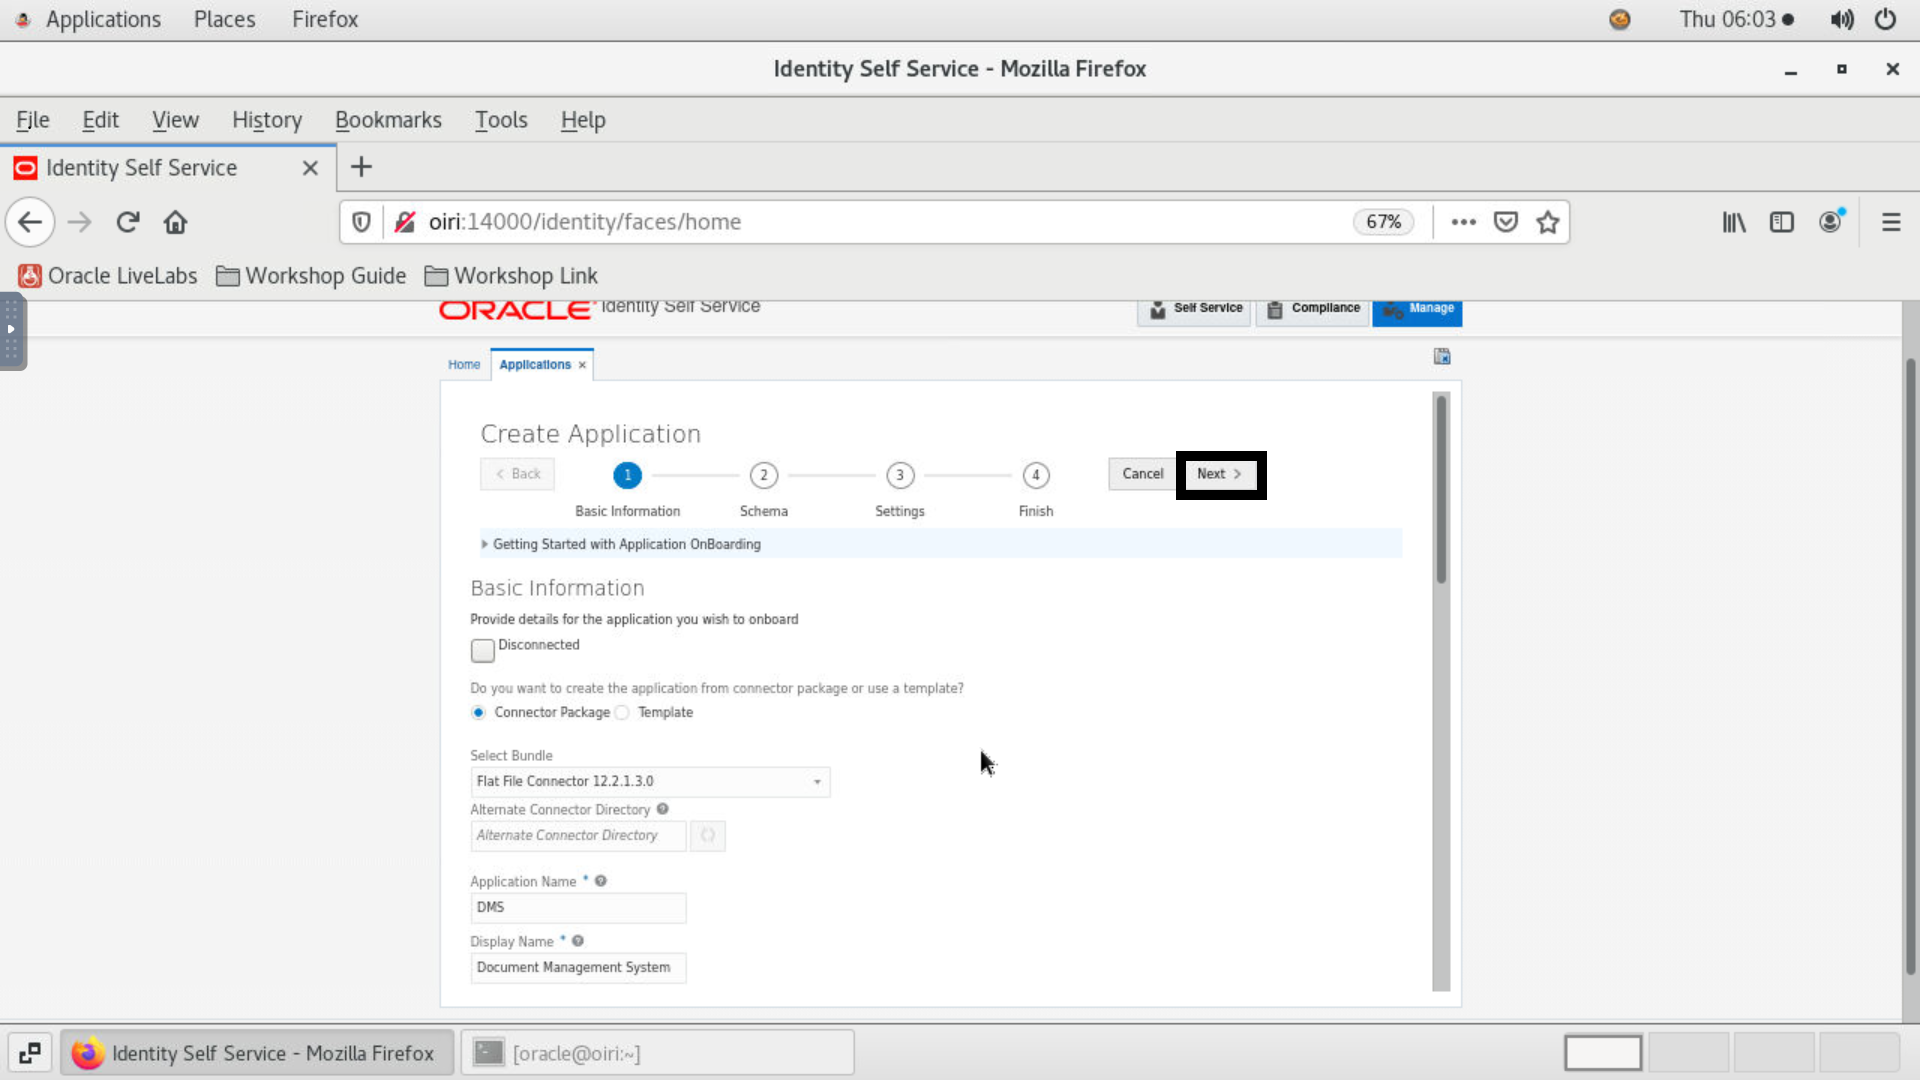 Applications Places Firefox Thu 06:03
Identity Self Service - Mozilla Firefox
File Edit View History Bookmarks Tools Help
Identity Self Service
oiri:14000/identity/faces/home 67%
Oracle LiveLabs Workshop Guide Workshop Link
ORACLE Identity Self Service Self Service Compliance Manage
Home Applications
Create Application
Back 1 2 3 4 Cancel Next
Basic Information Schema Settings Finish
Getting Started with Application OnBoarding
Basic Information
Provide details for the application you wish to onboard
Disconnected
Do you want to create the application from connector package or use a template?
Connector Package Template
Select Bundle
Flat File Connector 12.2.1.3.0
Alternate Connector Directory
Alternate Connector Directory
Application Name *
DMS
Display Name *
Document Management System
Identity Self Service - Mozilla Firefox [oracle@oiri:~]